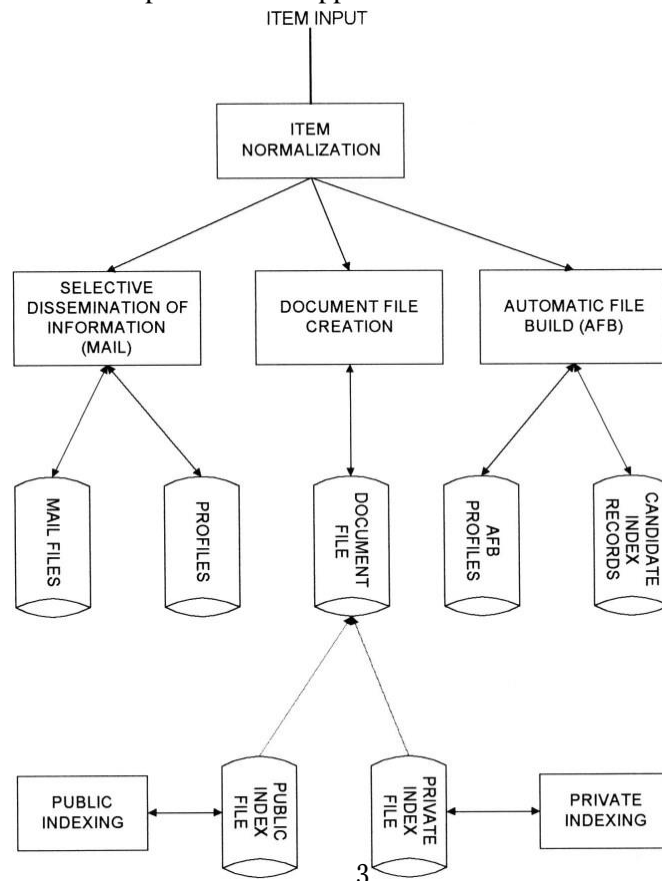 ITEM INPUT
ITEM
NORMALIZATION
SELECTIVE
DISSEMINATION OF
INFORMATION
(MAIL)
DOCUMENT FILE
CREATION
AUTOMATIC FILE
BUILD (AFB)
MAIL FILES
PROFILES
DOCUMENT
FILE
AFB
PROFILES
CANDIDATE
INDEX
RECORDS
PUBLIC
INDEXING
PUBLIC
INDEX
FILE
PRIVATE
INDEX
FILE
PRIVATE
INDEXING
3